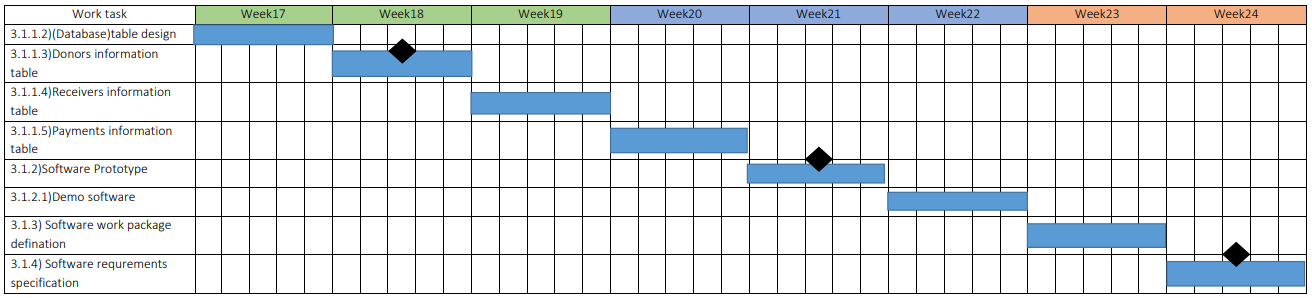 Work task Week17 Week18 Week19 Week20 Week21 Week22 Week23 Week24
3.1.1.2)(Database)table design
3.1.1.3)Donors information
table
3.1.1.4)Receivers information
table
3.1.1.5)Payments information
table
3.1.2)Software Prototype
3.1.2.1)Demo software
3.1.3) Software work package
defination
3.1.4) Software requrements
specification